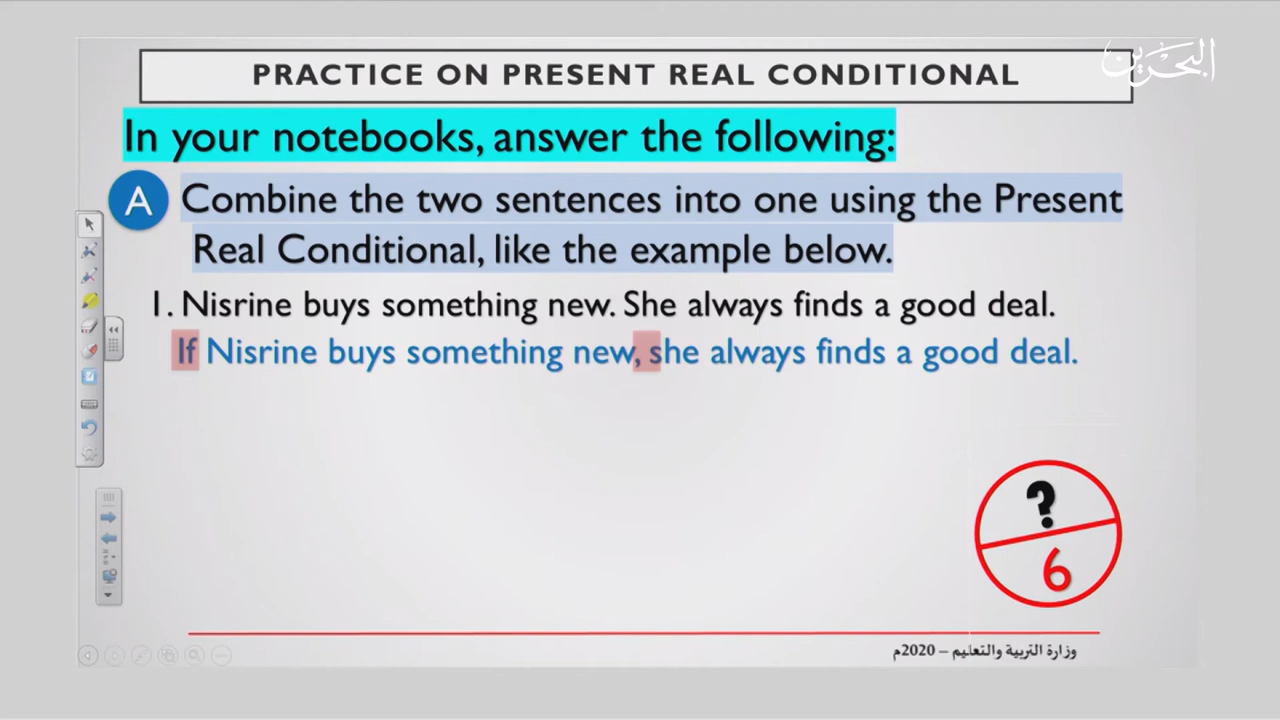 البحرين
PRACTICE ON PRESENT REAL CONDITIONAL
In your notebooks, answer the following:
A Combine the two sentences into one using the Present
Real Conditional, like the example below.
1. Nisrine buys something new. She always finds a good deal.
If Nisrine buys something new, she always finds a good deal.
?
6
وزارة التربية والتعليم – 2020م